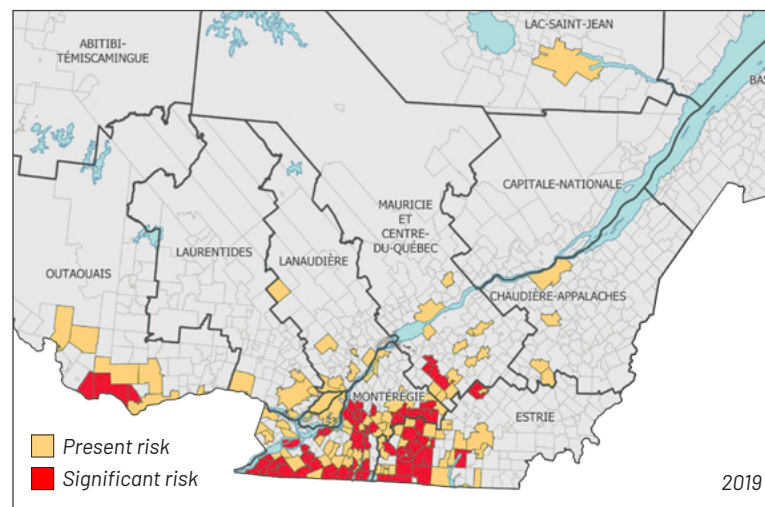 LAC-SAINT-JEAN
ABITIBI-
TÉMISCAMINGUE
BAS
CAPITALE-NATIONALE
MAURICIE
ET
CENTRE-
DU-QUÉBEC
OUTAOUAIS
LAURENTIDES
LANAUDIÈRE
CHAUDIÈRE-APPALACHES
MONTÉRÉGIE
ESTRIE
Present risk
Significant risk
2019